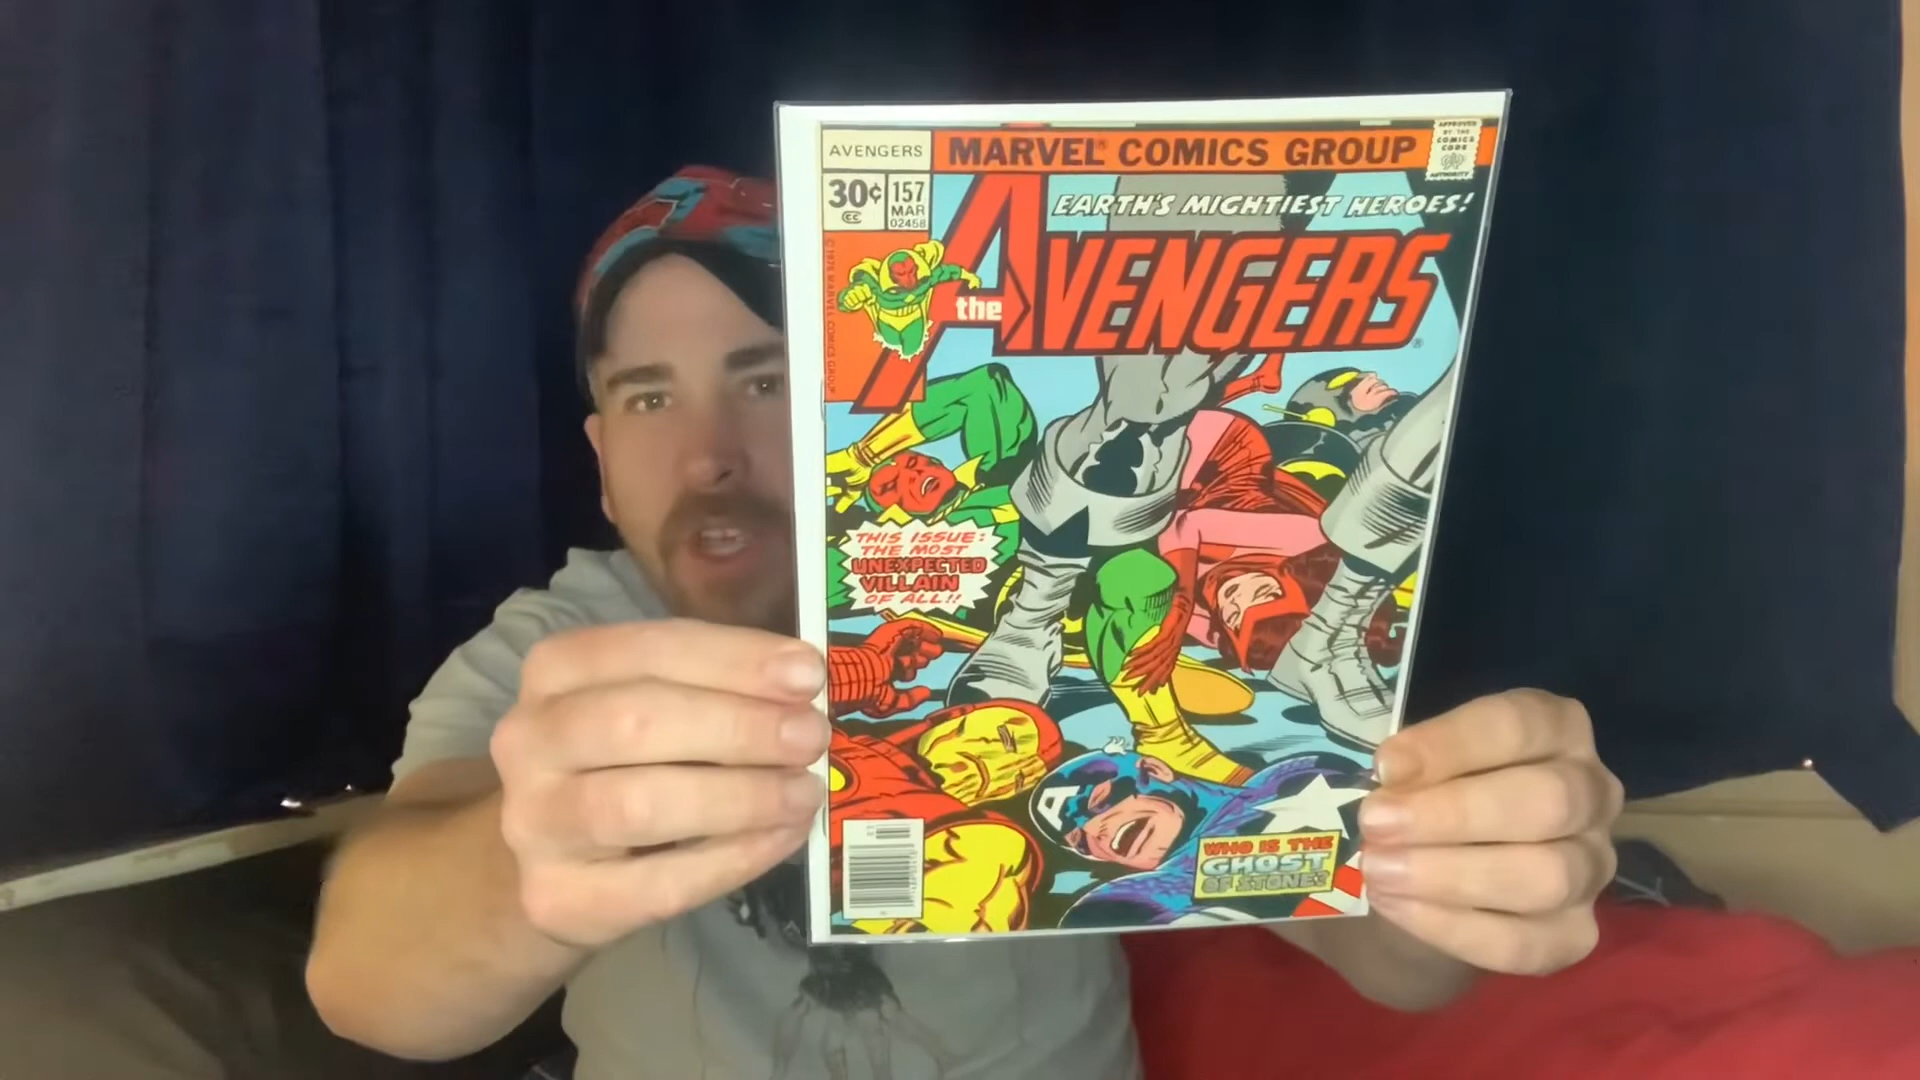 AVENGERS
MARVEL® COMICS GROUP
APPROVED
BY THE
COMICS
CODE
AUTHORITY
30¢
CC
157
MAR
02458
EARTH'S MIGHTIEST HEROES!
the AVENGERS®
THIS ISSUE:
THE MOST
UNEXPECTED
VILLAIN
OF ALL!!
A
WHO IS THE
GHOST
OF STONE?